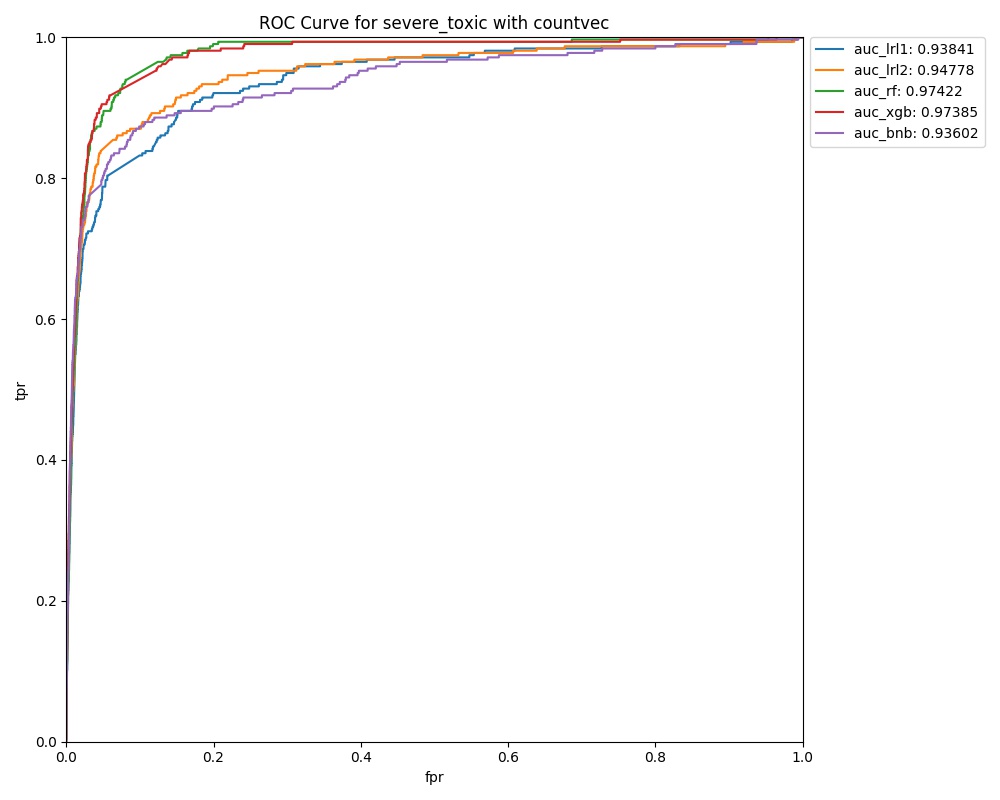 ROC Curve for severe_toxic with countvec
1.0
0.8
0.6
0.4
0.2
0.0
tpr
0.0 0.2 0.4 0.6 0.8 1.0
fpr
auc_lrl1: 0.93841
auc_lrl2: 0.94778
auc_rf: 0.97422
auc_xgb: 0.97385
auc_bnb: 0.93602